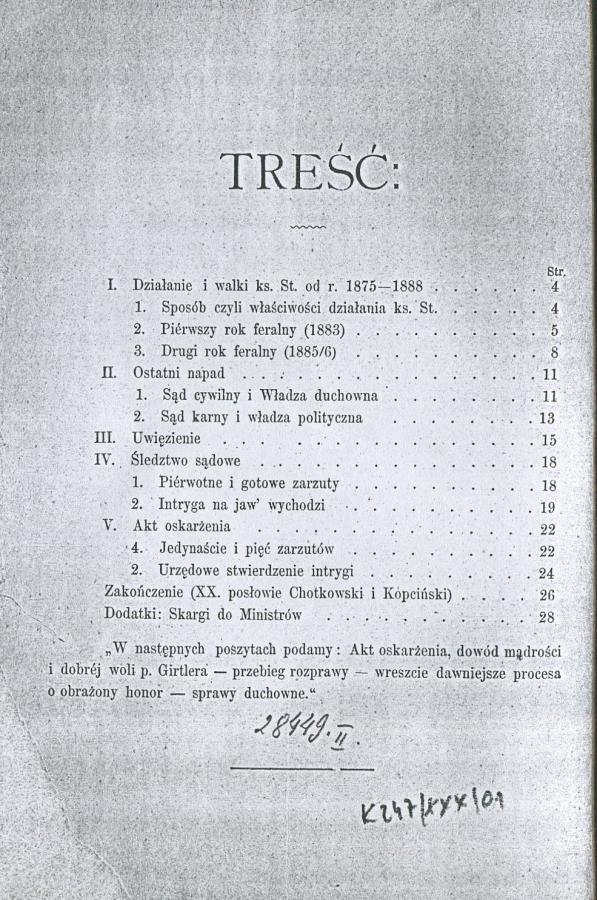 TREŚĆ:
Str.
I. Działanie i walki ks. St. od r. 1875—1888 . . . . . . 4
1. Sposób czyli właściwości działania ks. St. . . . . . 4
2. Piérwszy rok feralny (1883) . . . . . . . . . . 5
3. Drugi rok feralny (1885/6) . . . . . . . . . . 8
II. Ostatni napad . . . . . . . . . . . . . . 11
1. Sąd cywilny i Władza duchowna . . . . . . . . 11
2. Sąd karny i władza polityczna . . . . . . . . 13
III. Uwięzienie . . . . . . . . . . . . . . . 15
IV. Śledztwo sądowe . . . . . . . . . . . . . 18
1. Piérwotne i gotowe zarzuty . . . . . . . . . . 18
2. Intryga na jaw' wychodzi . . . . . . . . . . 19
V. Akt oskarżenia . . . . . . . . . . . . . 22
4. Jedynaście i pięć zarzutów . . . . . . . . . . 22
2. Urzędowe stwierdzenie intrygi . . . . . . . . . 24
Zakończenie (XX. posłowie Chotkowski i Kopciński) . . . . 26
Dodatki: Skargi do Ministrów . . . . . . . . . . 28
„W następnych poszytach podamy: Akt oskarżenia, dowód mądrości
i dobréj woli p. Girtlera — przebieg rozprawy — wreszcie dawniejsze procesa
o obrażony honor — sprawy duchowne.“
28449.II.
K247/XXX/01